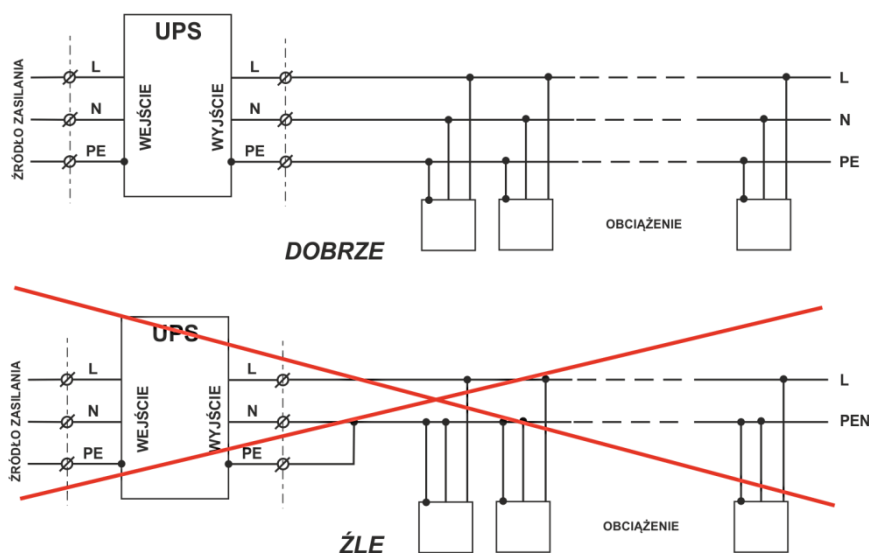 UPS
ŹRÓDŁO ZASILANIA
L
N
PE
WEJŚCIE
WYJŚCIE
L
N
PE
L
N
PE
OBCIĄŻENIE
DOBRZE
UPS
ŹRÓDŁO ZASILANIA
L
N
PE
WEJŚCIE
WYJŚCIE
L
N
PE
L
PEN
OBCIĄŻENIE
ŹLE